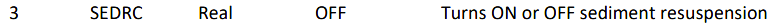 3 SEDRC Real OFF Turns ON or OFF sediment resuspension